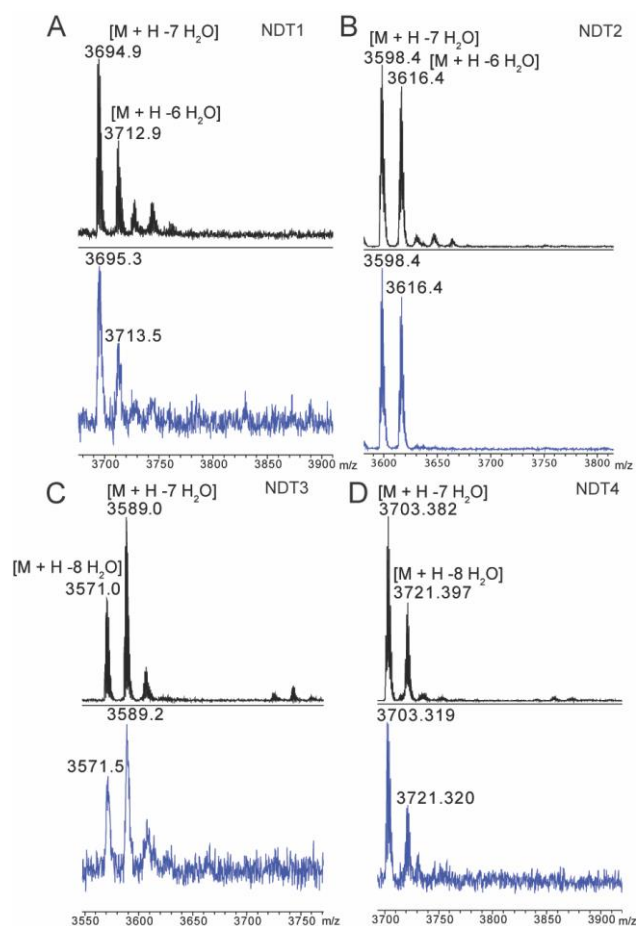 A
NDT1
[M + H -7 H2O]
3694.9
[M + H -6 H2O]
3712.9
3695.3
3713.5
3700 3750 3800 3850 3900 m/z
B
NDT2
[M + H -7 H2O]
3598.4
[M + H -6 H2O]
3616.4
3598.4
3616.4
3600 3650 3700 3750 3800 m/z
C
NDT3
[M + H -7 H2O]
3589.0
[M + H -8 H2O]
3571.0
3589.2
3571.5
3550 3600 3650 3700 3750 m/z
D
NDT4
[M + H -7 H2O]
3703.382
[M + H -8 H2O]
3721.397
3703.319
3721.320
3700 3750 3800 3850 3900 m/z